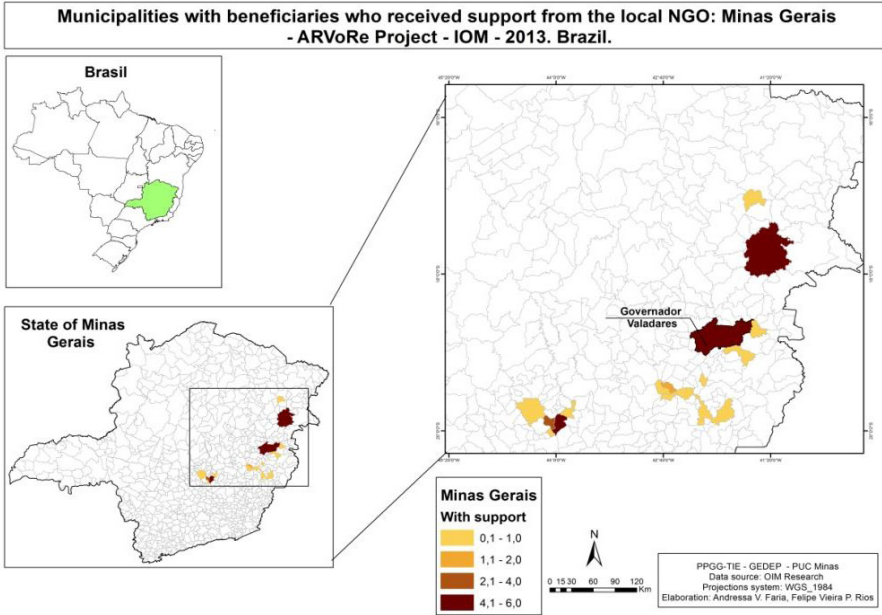 Municipalities with beneficiaries who received support from the local NGO: Minas Gerais
- ARVoRe Project - IOM - 2013. Brazil.
Brasil
State of Minas
Gerais
Governador
Valadares
Minas Gerais
With support
0,1 - 1,0
1,1 - 2,0
2,1 - 4,0
4,1 - 6,0
N
0 15 30 60 90 120
Km
PPGG-TIE - GEDEP - PUC Minas
Data source: OIM Research
Projections system: WGS_1984
Elaboration: Andressa V. Faria, Felipe Vieira P. Rios